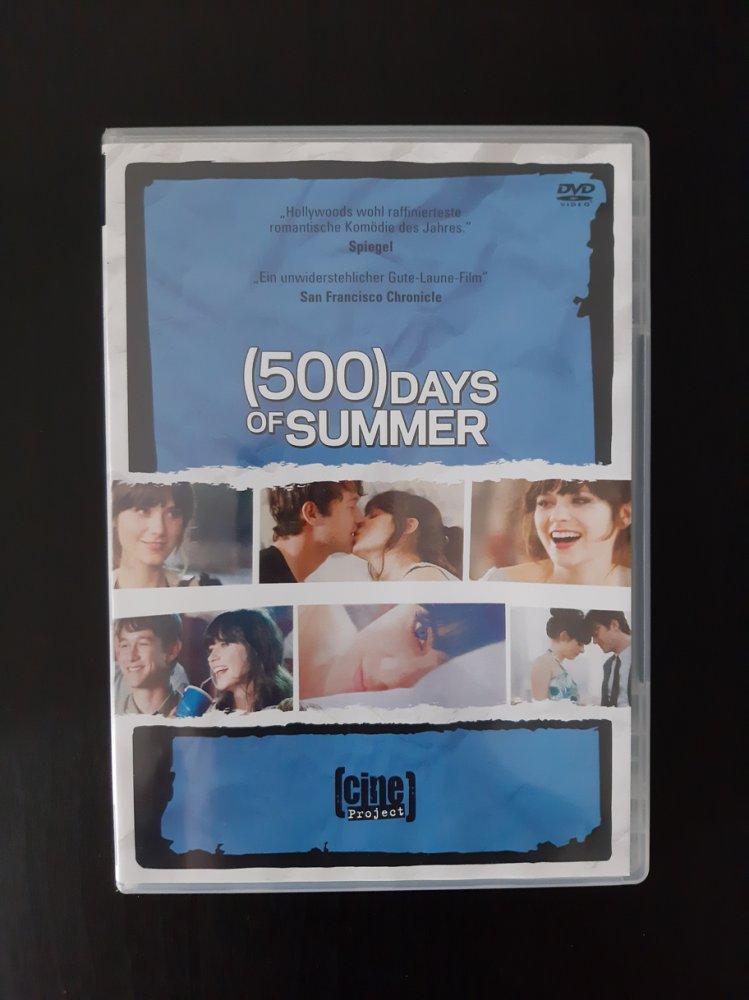 DVD
VIDEO
„Hollywoods wohl raffinierteste
romantische Komödie des Jahres.“
Spiegel
„Ein unwiderstehlicher Gute-Laune-Film“
San Francisco Chronicle
(500) DAYS
OF SUMMER
[cine]
Project